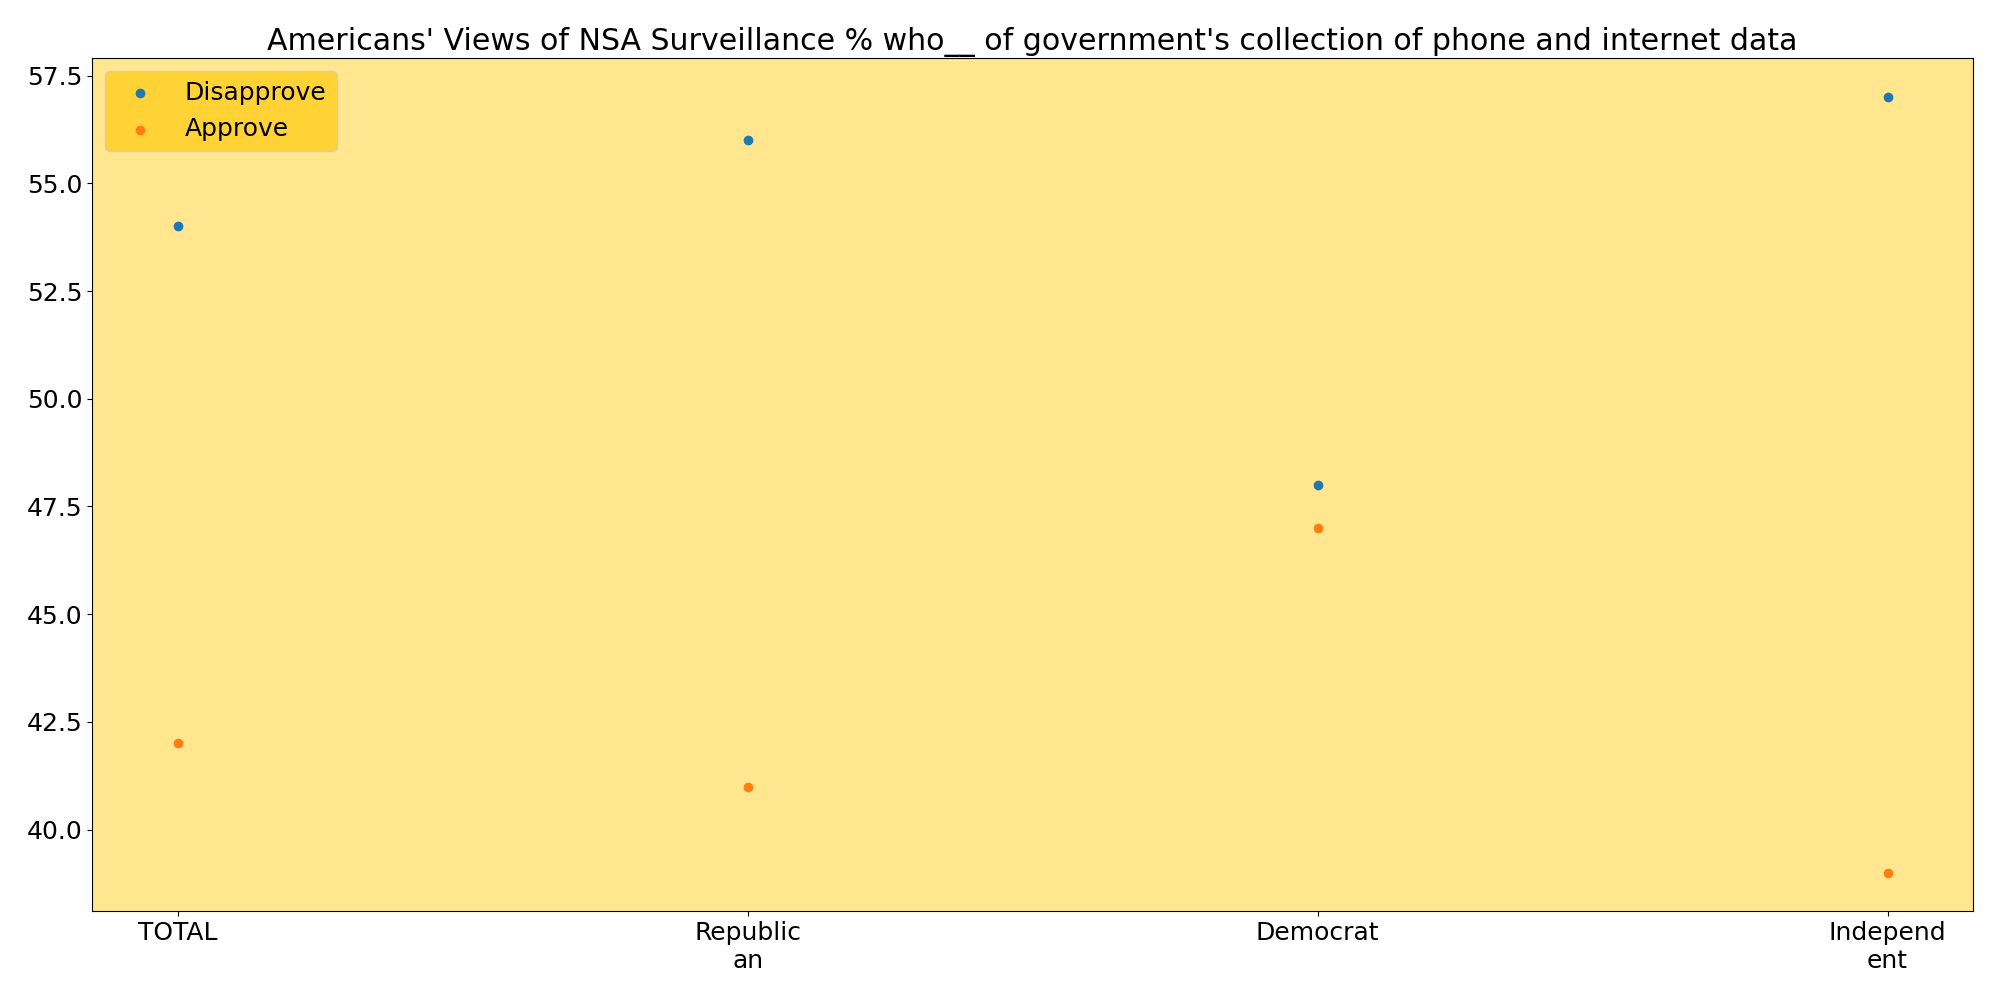 Americans' Views of NSA Surveillance % who__ of government's collection of phone and internet data
57.5
55.0
52.5
50.0
47.5
45.0
42.5
40.0
Disapprove
Approve
TOTAL
Republic
an
Democrat
Independ
ent